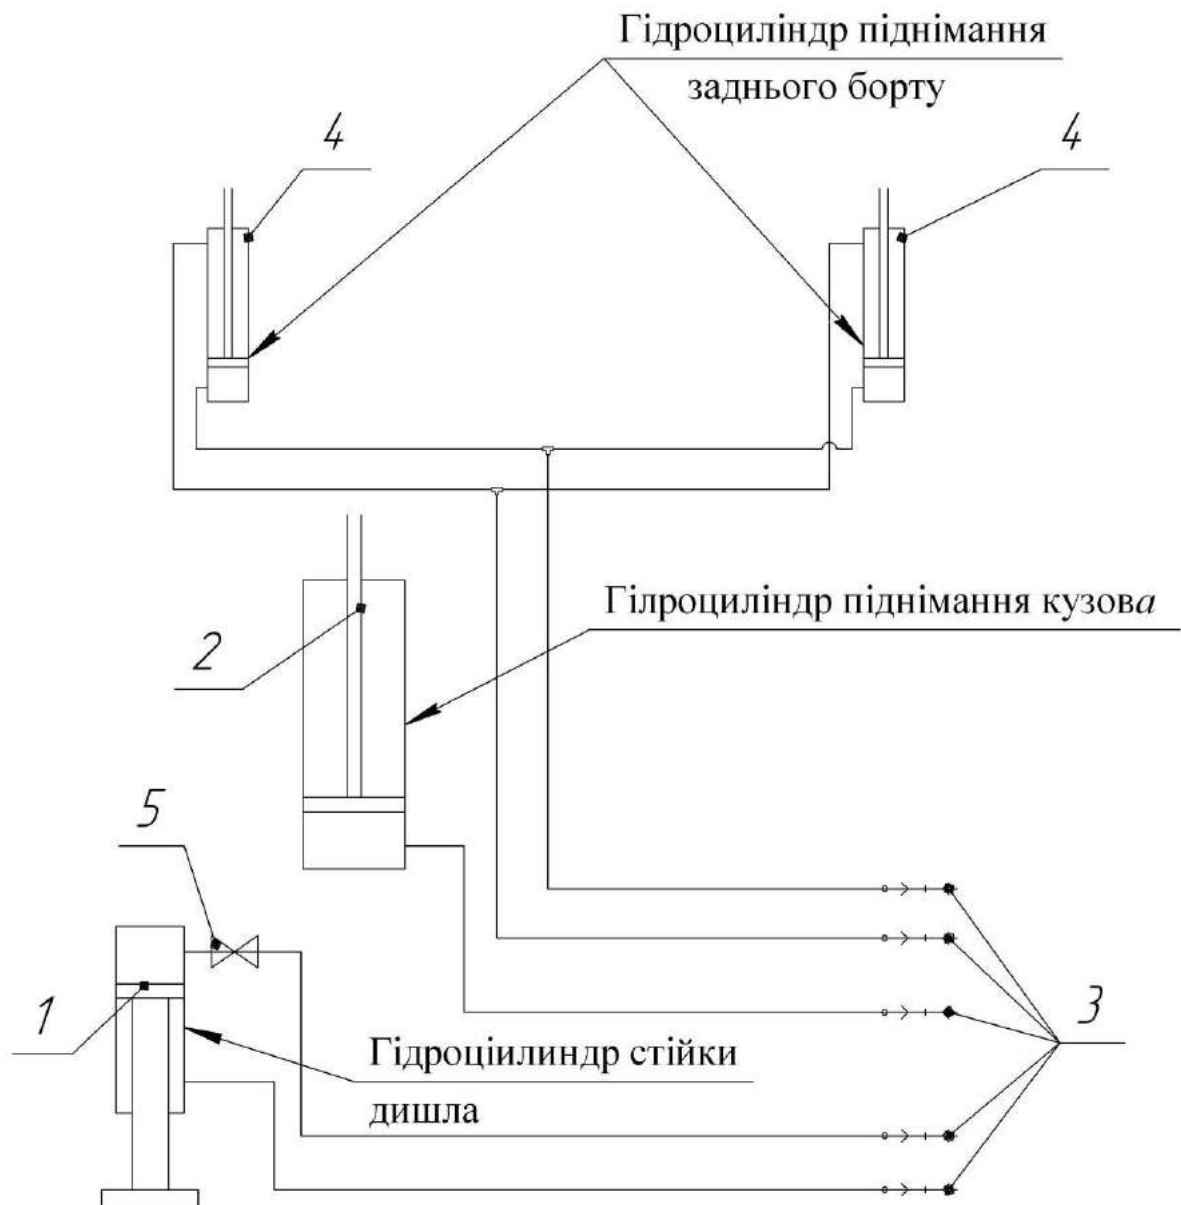 Гідроциліндр піднімання
заднього борту
4
4
Гілроциліндр піднімання кузова
2
5
1
3
Гідроціилиндр стійки
дишла